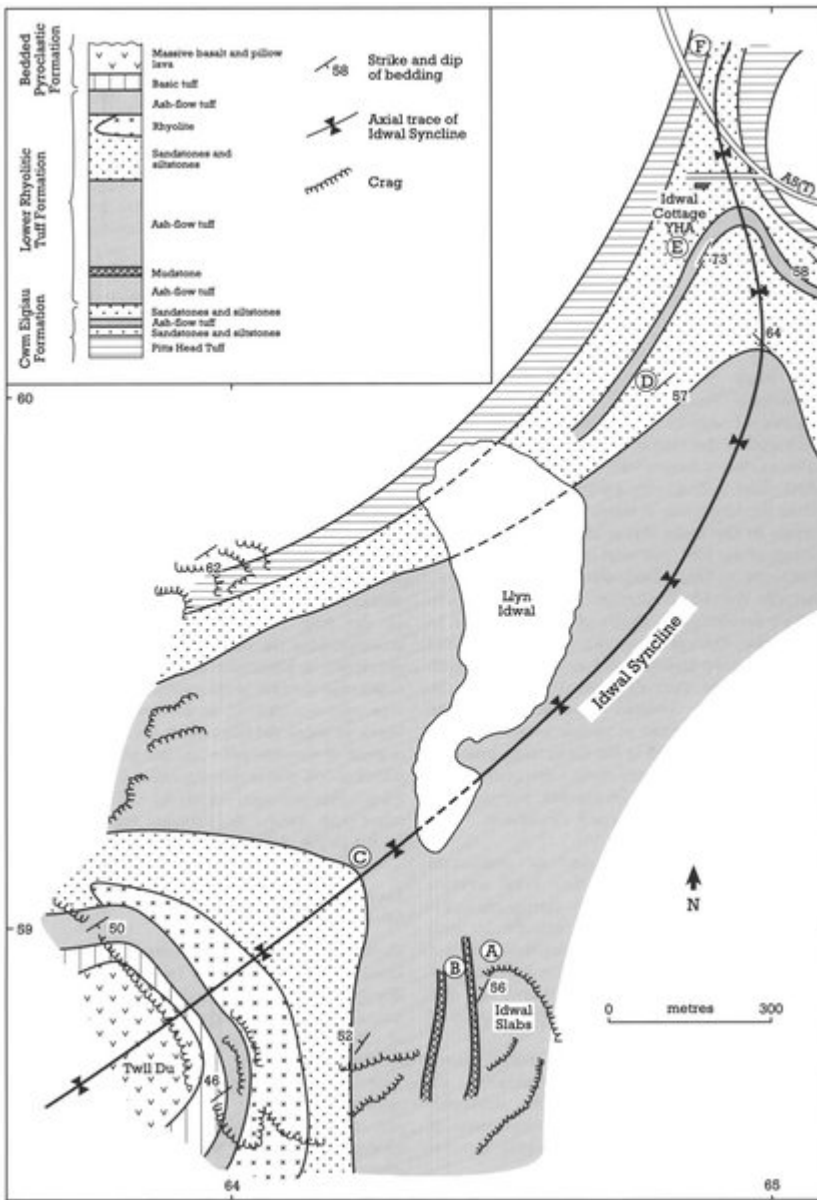 Bedded
Pyroclastic
Formation
Lower Rhyolitic
Tuff Formation
Cwm Eigiau
Formation
Massive basalt and pillow
lava
Basic tuff
Ash-flow tuff
Rhyolite
Sandstones and
siltstones
Ash-flow tuff
Mudstone
Ash-flow tuff
Sandstones and siltstones
Ash-flow tuff
Sandstones and siltstones
Pitts Head Tuff
58
Strike and dip
of bedding
Axial trace of
Idwal Syncline
Crag
F
A5(T)
Idwal
Cottage
YHA
E
73
58
64
60
D
57
62
Llyn
Idwal
Idwal Syncline
C
N
59
50
A
B
56
Idwal
Slabs
0 metres 300
52
Twll Du
46
64
65